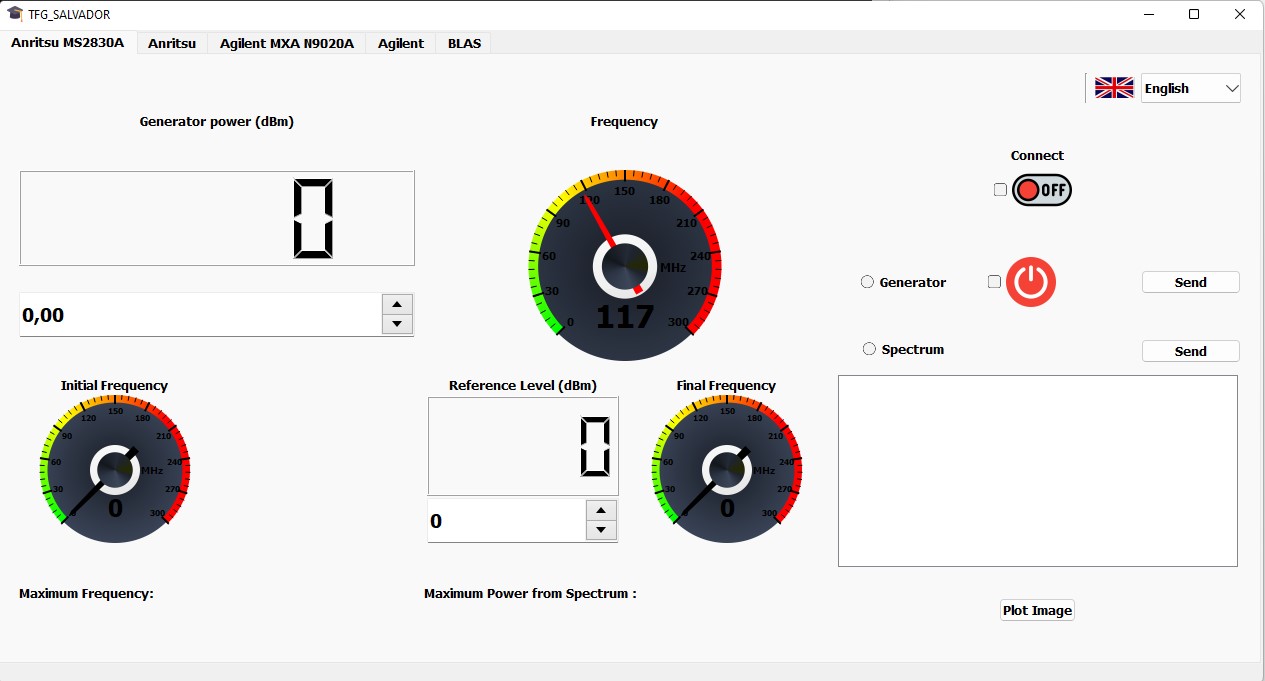 TFG_SALVADOR
Anritsu MS2830A Anritsu Agilent MXA N9020A Agilent BLAS
English
Generator power (dBm)
Frequency
Connect
OFF
0
0 30 60 90 120 150 180 210 240 270 300
MHz
117
Generator
Send
0,00
Spectrum
Send
Initial Frequency
0 30 60 90 120 150 180 210 240 270 300
MHz
0
Reference Level (dBm)
0
0
Final Frequency
0 30 60 90 120 150 180 210 240 270 300
MHz
0
Maximum Frequency:
Maximum Power from Spectrum :
Plot Image